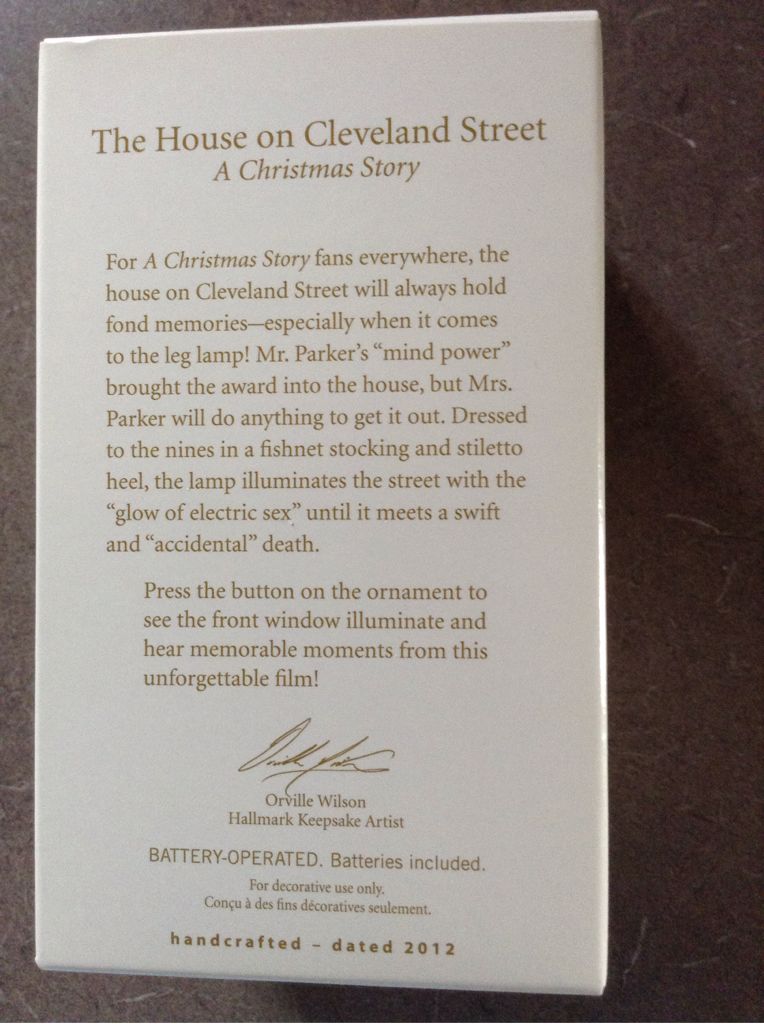 The House on Cleveland Street
A Christmas Story
For A Christmas Story fans everywhere, the
house on Cleveland Street will always hold
fond memories—especially when it comes
to the leg lamp! Mr. Parker's “mind power”
brought the award into the house, but Mrs.
Parker will do anything to get it out. Dressed
to the nines in a fishnet stocking and stiletto
heel, the lamp illuminates the street with the
“glow of electric sex” until it meets a swift
and “accidental” death.
Press the button on the ornament to
see the front window illuminate and
hear memorable moments from this
unforgettable film!
Orville Wilson
Orville Wilson
Hallmark Keepsake Artist
BATTERY-OPERATED. Batteries included.
For decorative use only.
Conçu à des fins décoratives seulement.
handcrafted – dated 2012